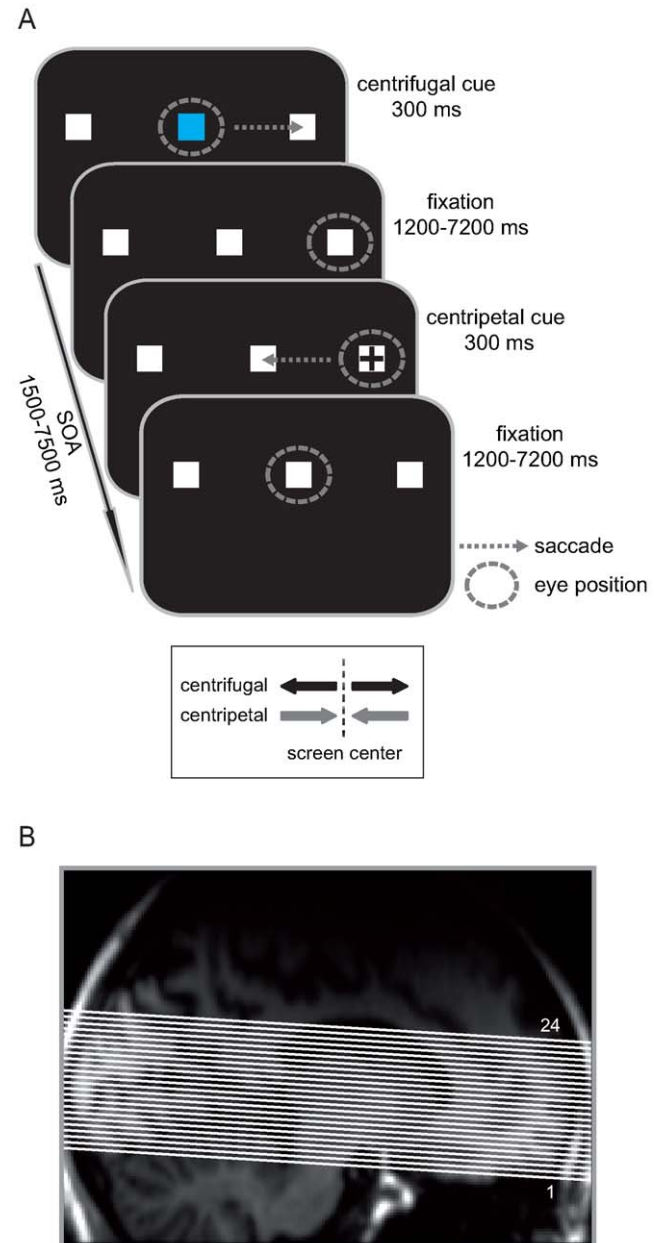 A
centrifugal cue
300 ms
fixation
1200-7200 ms
centripetal cue
300 ms
fixation
1200-7200 ms
SOA
1500-7500 ms
saccade
eye position
centrifugal
centripetal
screen center
B
24
1